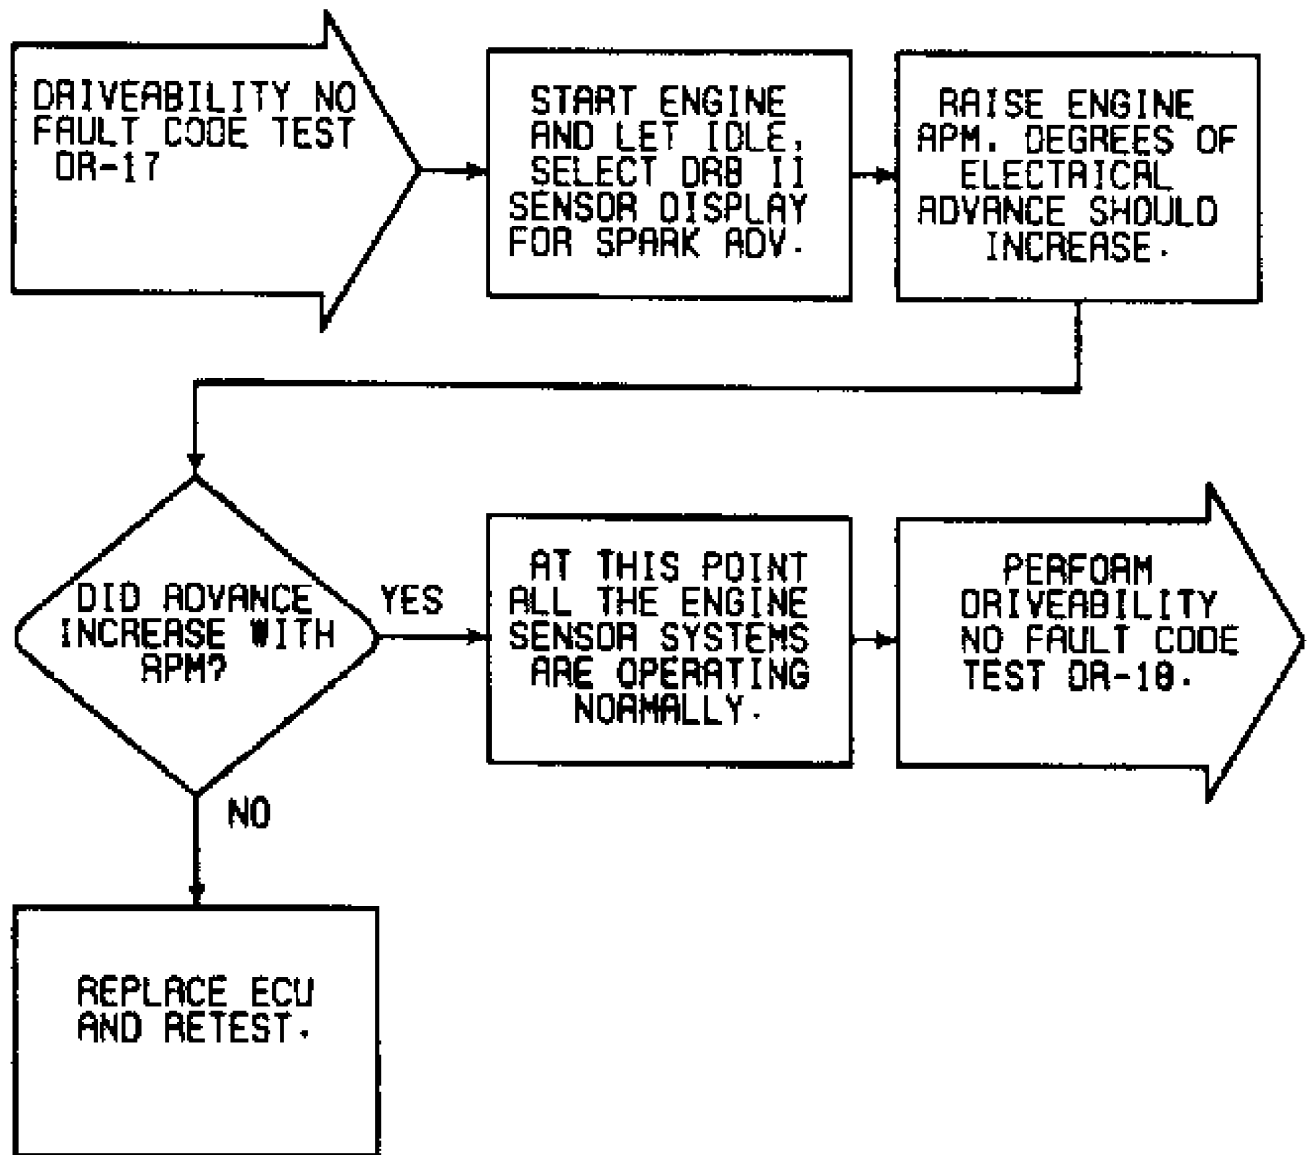 DRIVEABILITY NO
FAULT CODE TEST
DR-17
START ENGINE
AND LET IDLE,
SELECT DRB II
SENSOR DISPLAY
FOR SPARK ADV.
RAISE ENGINE
RPM. DEGREES OF
ELECTRICAL
ADVANCE SHOULD
INCREASE.
DID ADVANCE
INCREASE WITH
RPM?
YES
AT THIS POINT
ALL THE ENGINE
SENSOR SYSTEMS
ARE OPERATING
NORMALLY.
PERFORM
DRIVEABILITY
NO FAULT CODE
TEST DR-18.
NO
REPLACE ECU
AND RETEST.